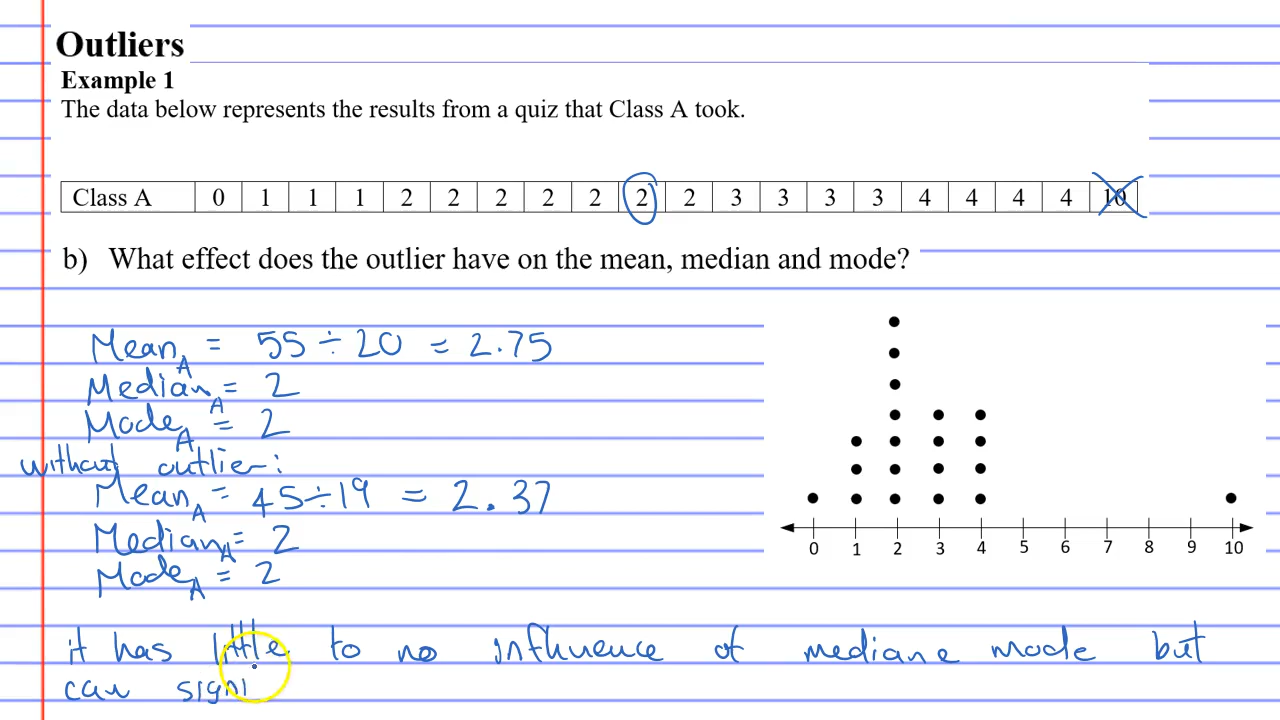 Outliers
Example 1
The data below represents the results from a quiz that Class A took.
Class A 0 1 1 1 2 2 2 2 2 2 2 3 3 3 3 4 4 4 4 10
b) What effect does the outlier have on the mean, median and mode?
Mean A = 55 ÷ 20 = 2.75
Median A = 2
Mode A = 2
without outlier:
Mean A = 45 ÷ 19 = 2.37
Median A = 2
Mode A = 2
0 1 2 3 4 5 6 7 8 9 10
it has little to no influence of median e mode but
can signi